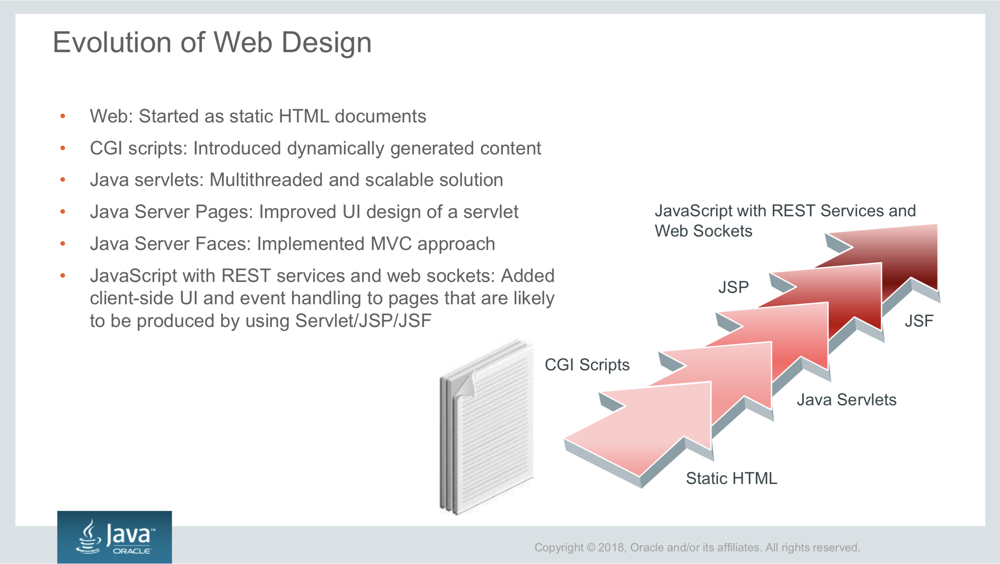 Evolution of Web Design
• Web: Started as static HTML documents
• CGI scripts: Introduced dynamically generated content
• Java servlets: Multithreaded and scalable solution
• Java Server Pages: Improved UI design of a servlet
• Java Server Faces: Implemented MVC approach
• JavaScript with REST services and web sockets: Added
client-side UI and event handling to pages that are likely
to be produced by using Servlet/JSP/JSF
JavaScript with REST Services and
Web Sockets
JSP
JSF
CGI Scripts
Java Servlets
Static HTML
Java™
ORACLE
Copyright © 2018, Oracle and/or its affiliates. All rights reserved.